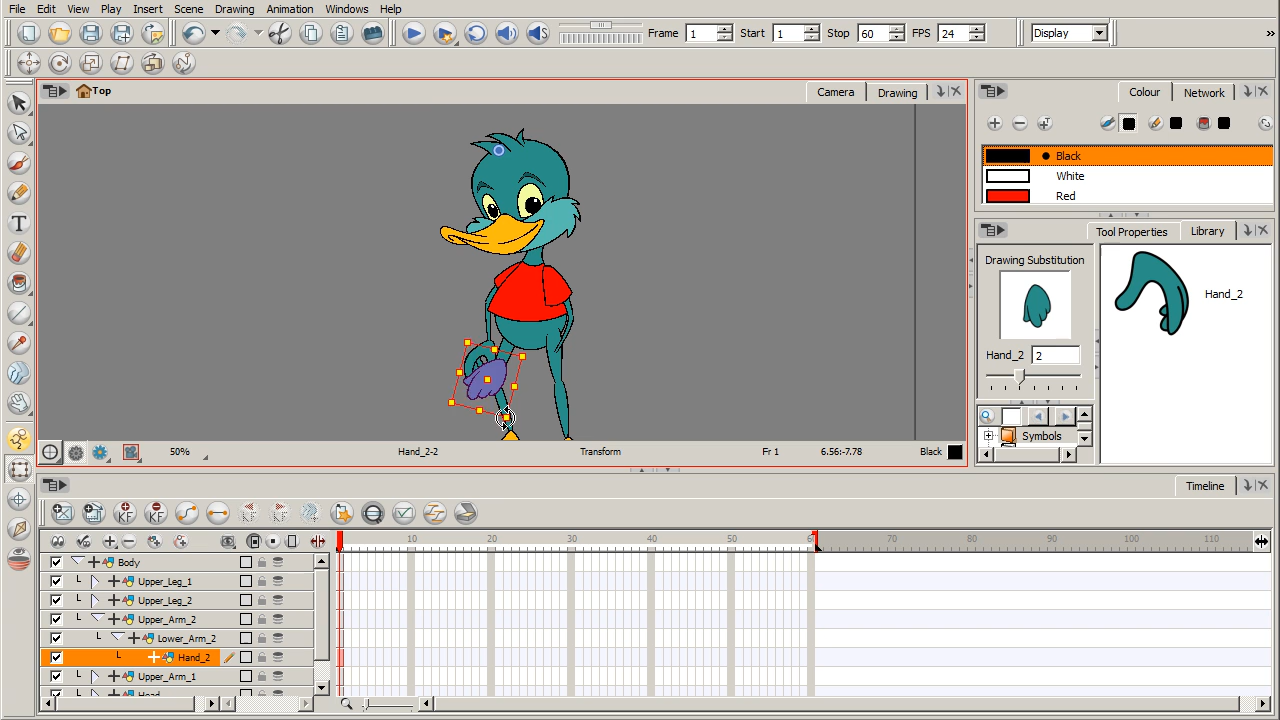 File Edit View Play Insert Scene Drawing Animation Windows Help
Frame 1 Start 1 Stop 60 FPS 24 Display »
Top Camera Drawing
Colour Network
Black
White
Red
Tool Properties Library
Drawing Substitution
Hand_2
Hand_2 2
Symbols
50% Hand_2-2 Transform Fr 1 6.56:-7.78 Black
Timeline
10 20 30 40 50 6 70 80 90 100 110
Body
Upper_Leg_1
Upper_Leg_2
Upper_Arm_2
Lower_Arm_2
Hand_2
Upper_Arm_1
Head